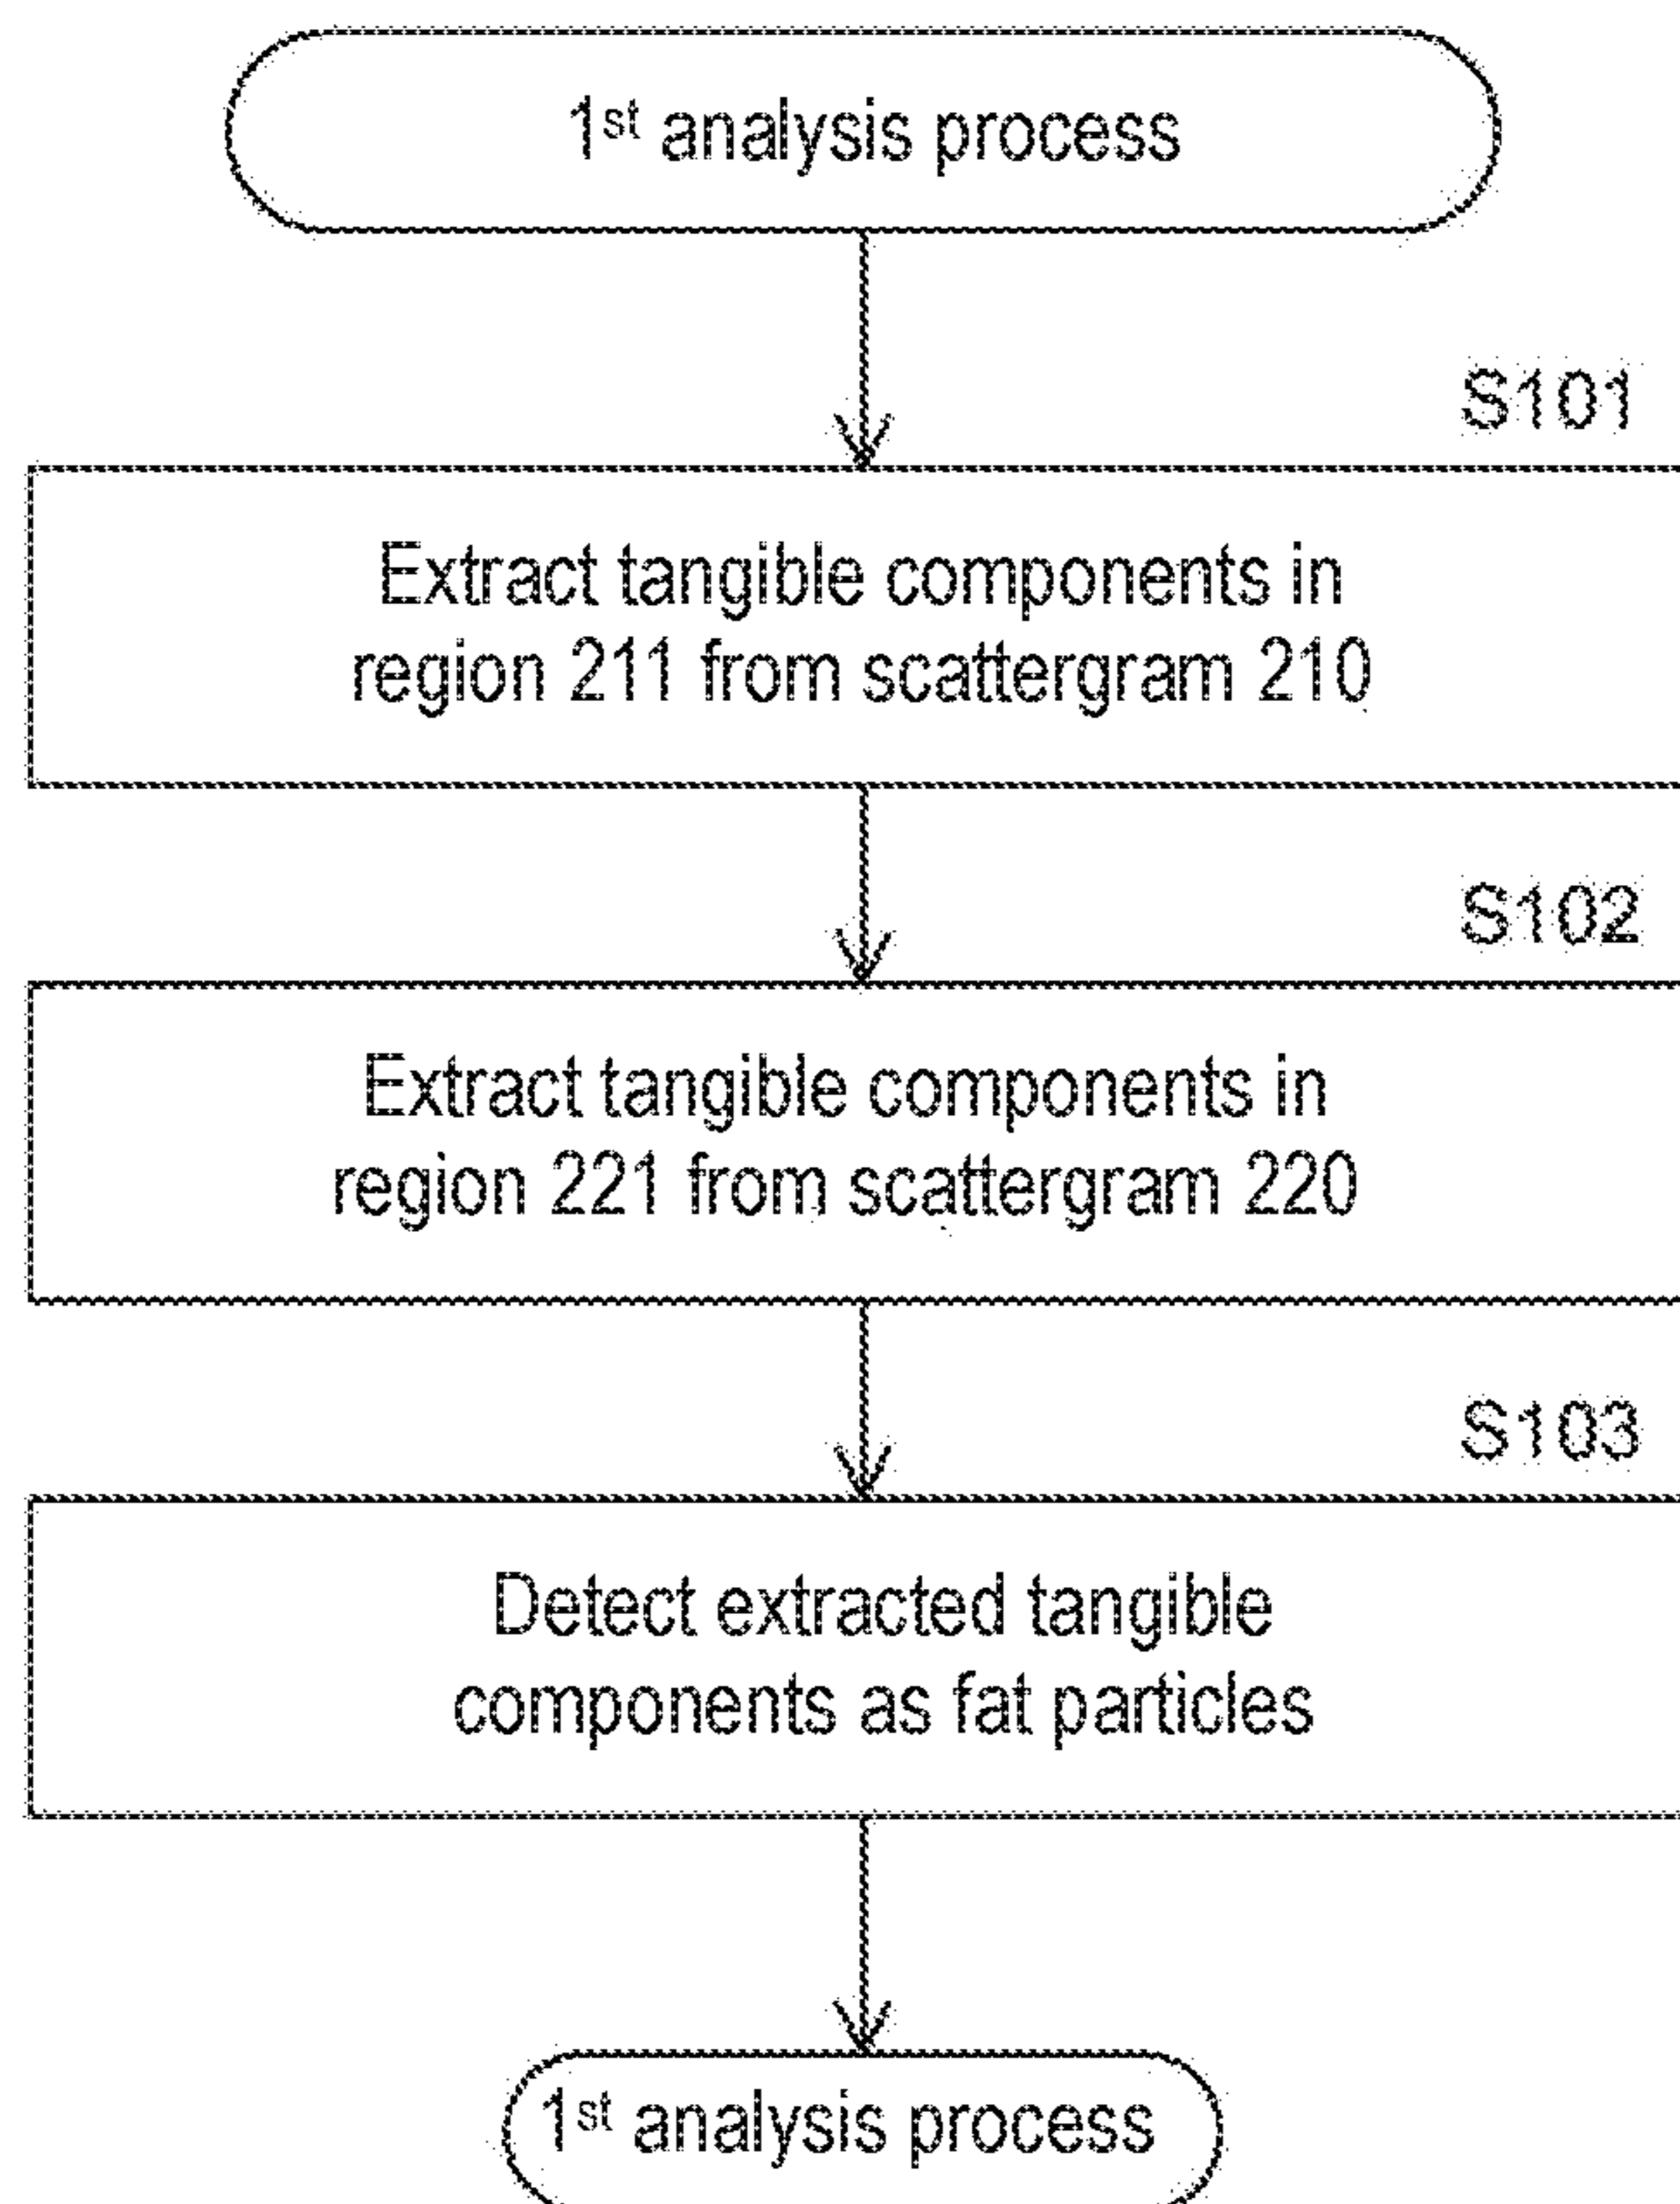 1st analysis process
S101
Extract tangible components in
region 211 from scattergram 210
S102
Extract tangible components in
region 221 from scattergram 220
S103
Detect extracted tangible
components as fat particles
1st analysis process